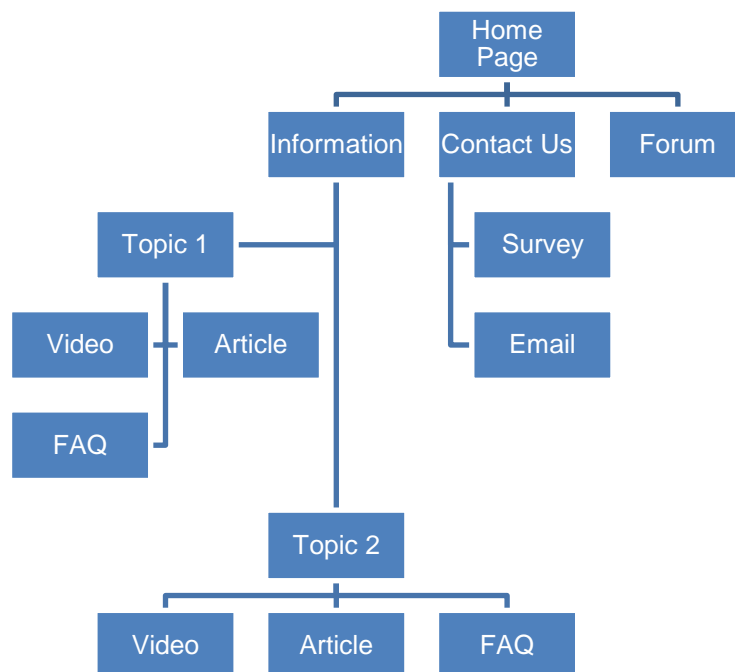 Home
Page
Information
Contact Us
Forum
Topic 1
Survey
Video
Article
Email
FAQ
Topic 2
Video
Article
FAQ